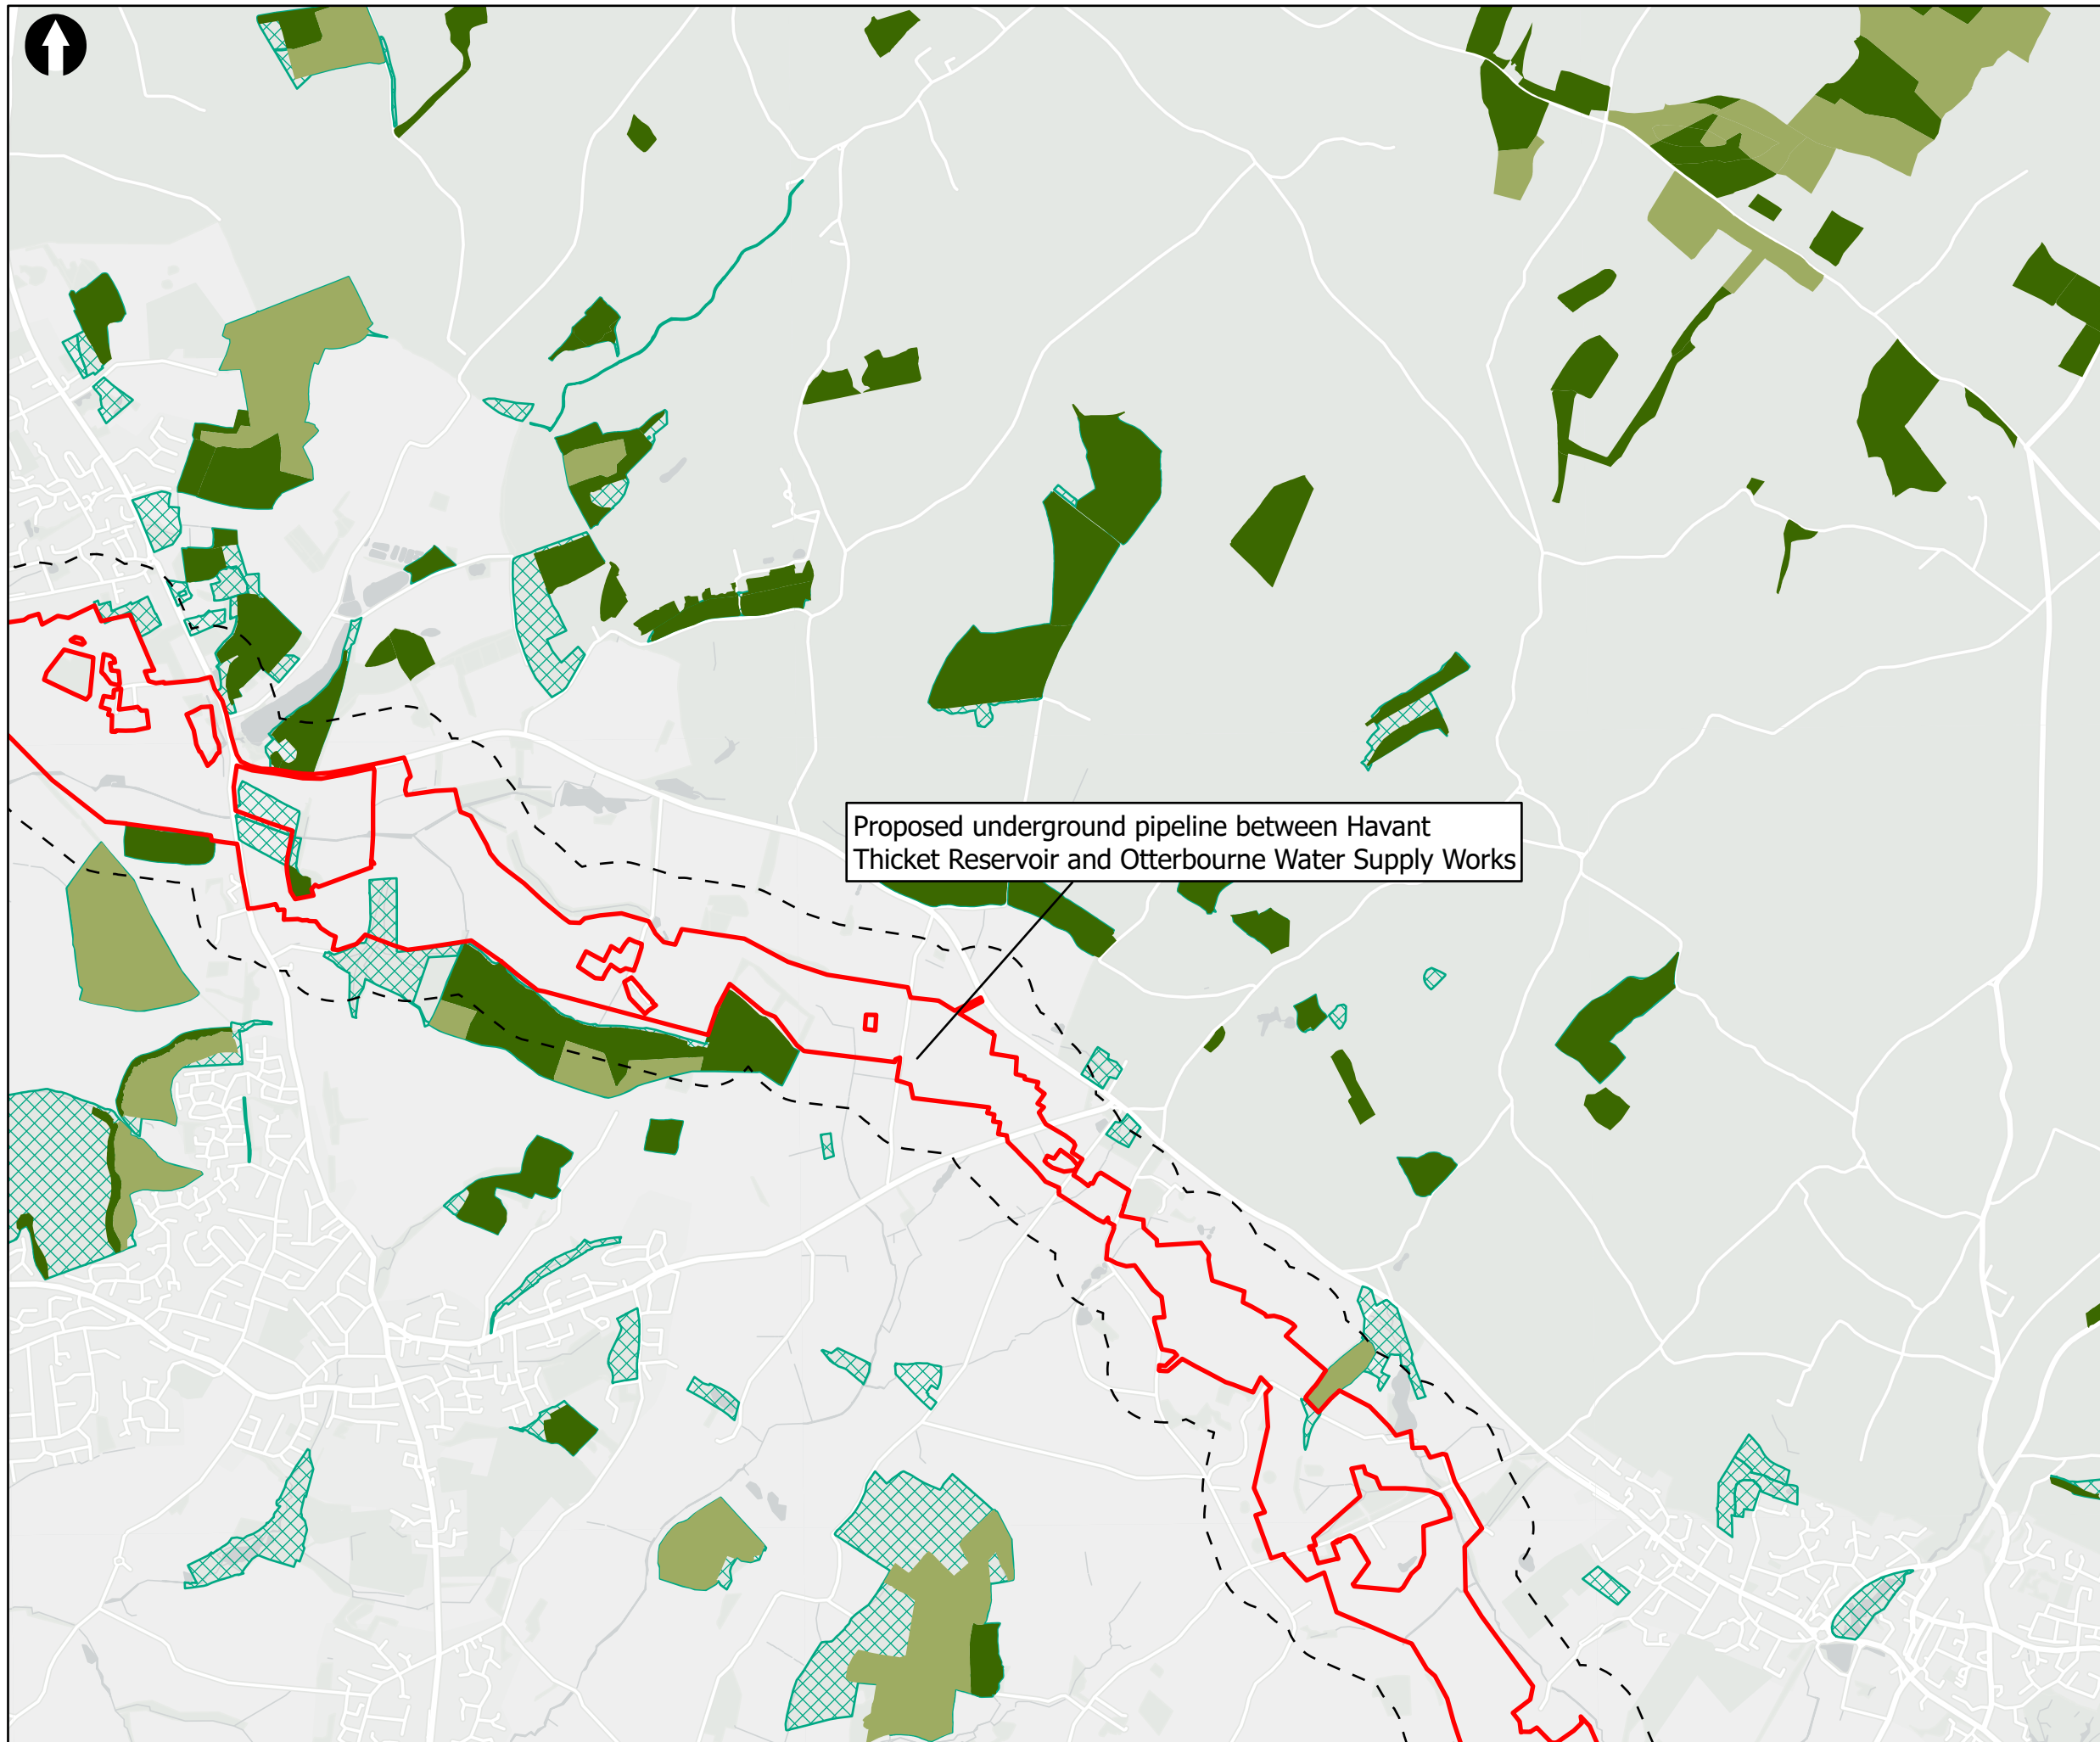 Proposed underground pipeline between Havant
Thicket Reservoir and Otterbourne Water Supply Works